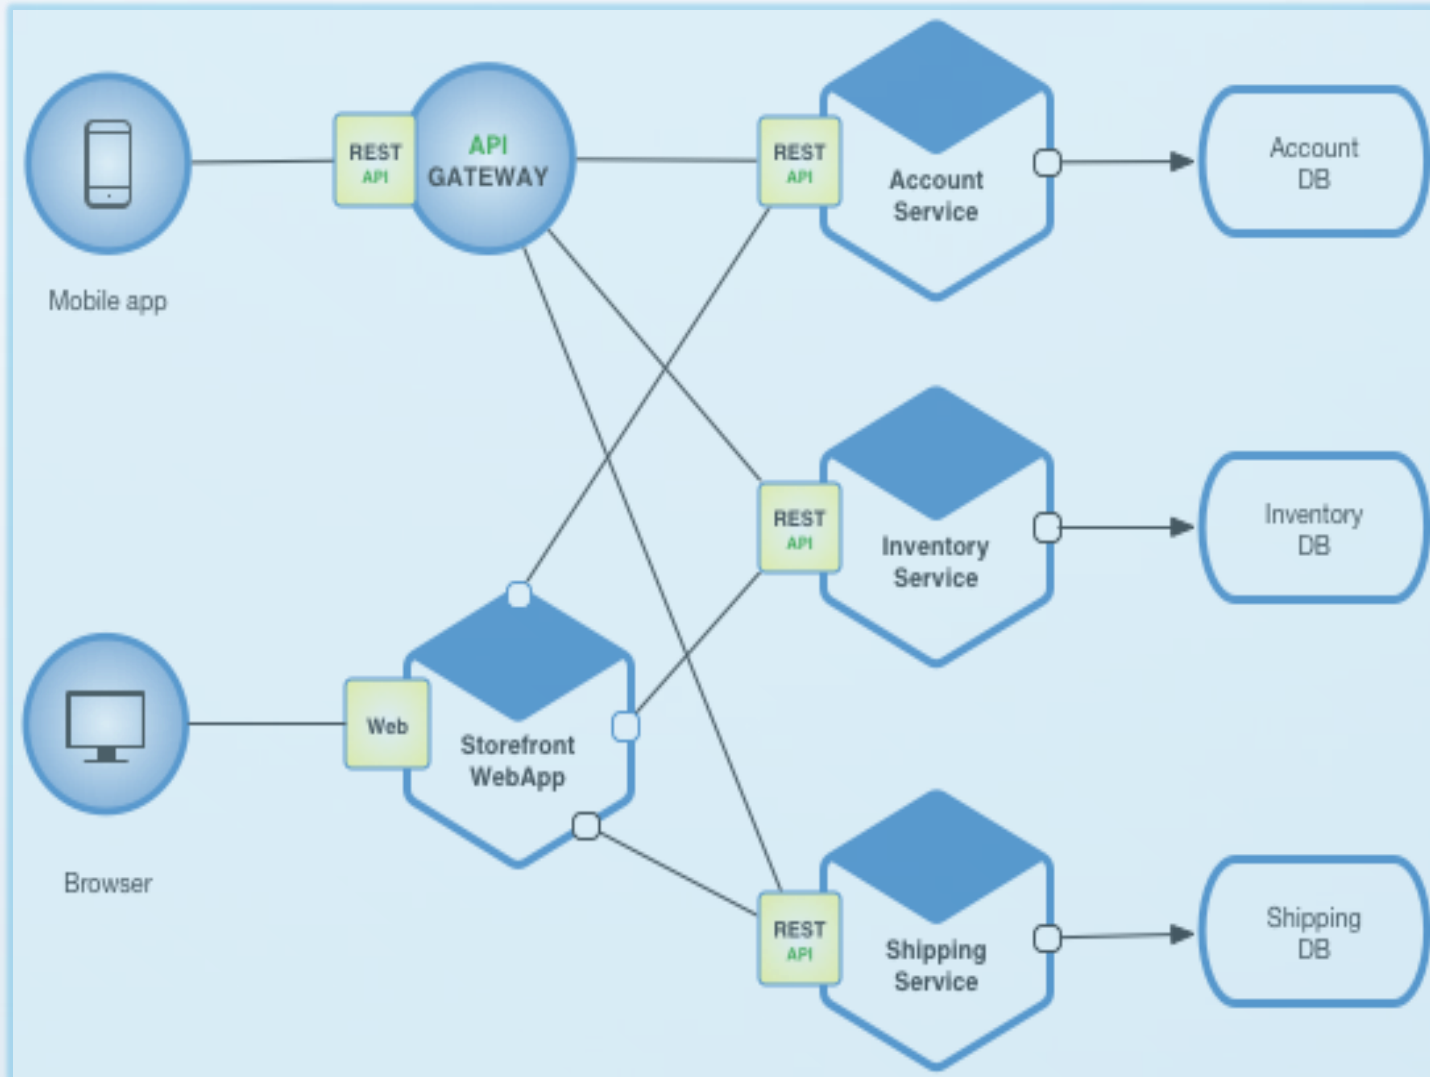 Mobile app
REST
API
API
GATEWAY
REST
API
Account
Service
Account
DB
REST
API
Inventory
Service
Inventory
DB
Browser
Web
Storefront
WebApp
REST
API
Shipping
Service
Shipping
DB